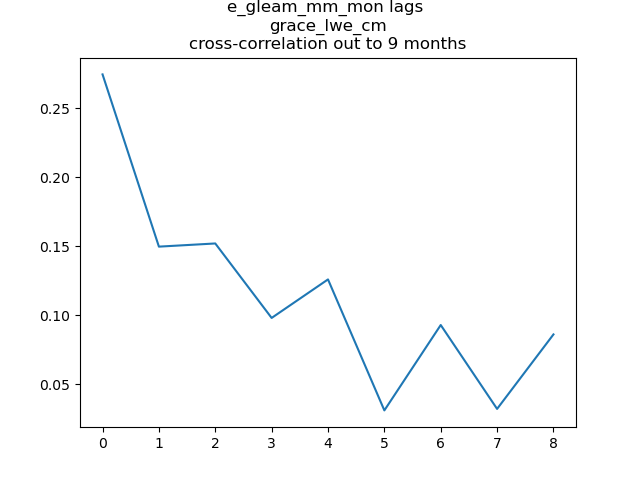 e_gleam_mm_mon lags
grace_lwe_cm
cross-correlation out to 9 months
0.25
0.20
0.15
0.10
0.05
0 1 2 3 4 5 6 7 8